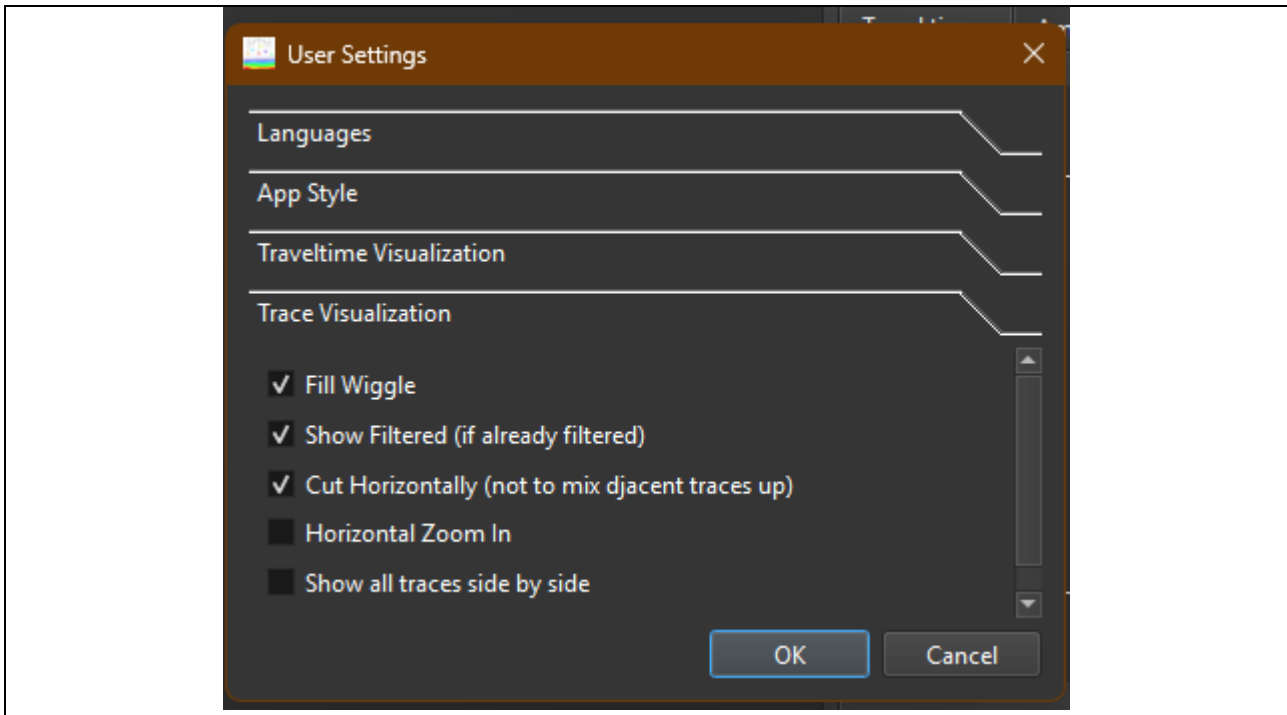 User Settings
Languages
App Style
Traveltime Visualization
Trace Visualization
Fill Wiggle
Show Filtered (if already filtered)
Cut Horizontally (not to mix djacent traces up)
Horizontal Zoom In
Show all traces side by side
OK
Cancel